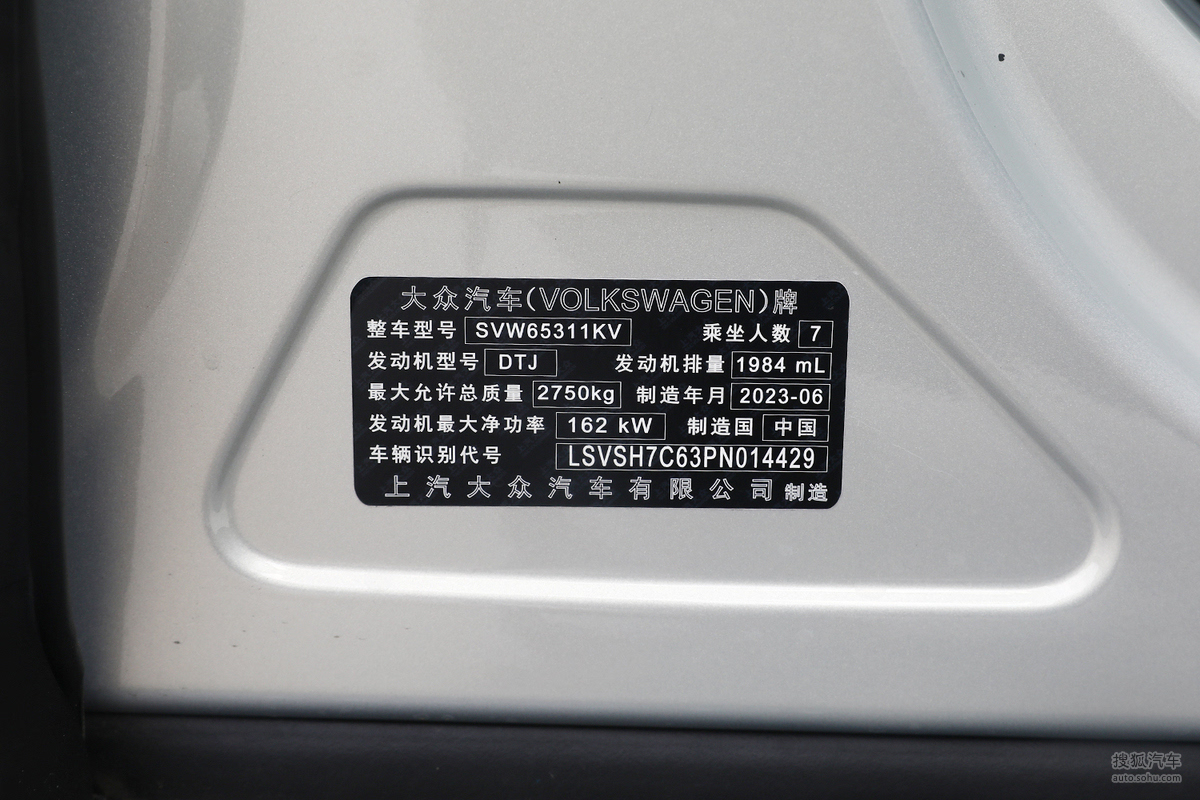 大众汽车(VOLKSWAGEN)牌
整车型号 SVW65311KV 乘坐人数 7
发动机型号 DTJ 发动机排量 1984 mL
最大允许总质量 2750kg 制造年月 2023-06
发动机最大净功率 162 kW 制造国 中国
车辆识别代号 LSVSH7C63PN014429
上汽大众汽车有限公司 制造
搜狐汽车
auto.sohu.com